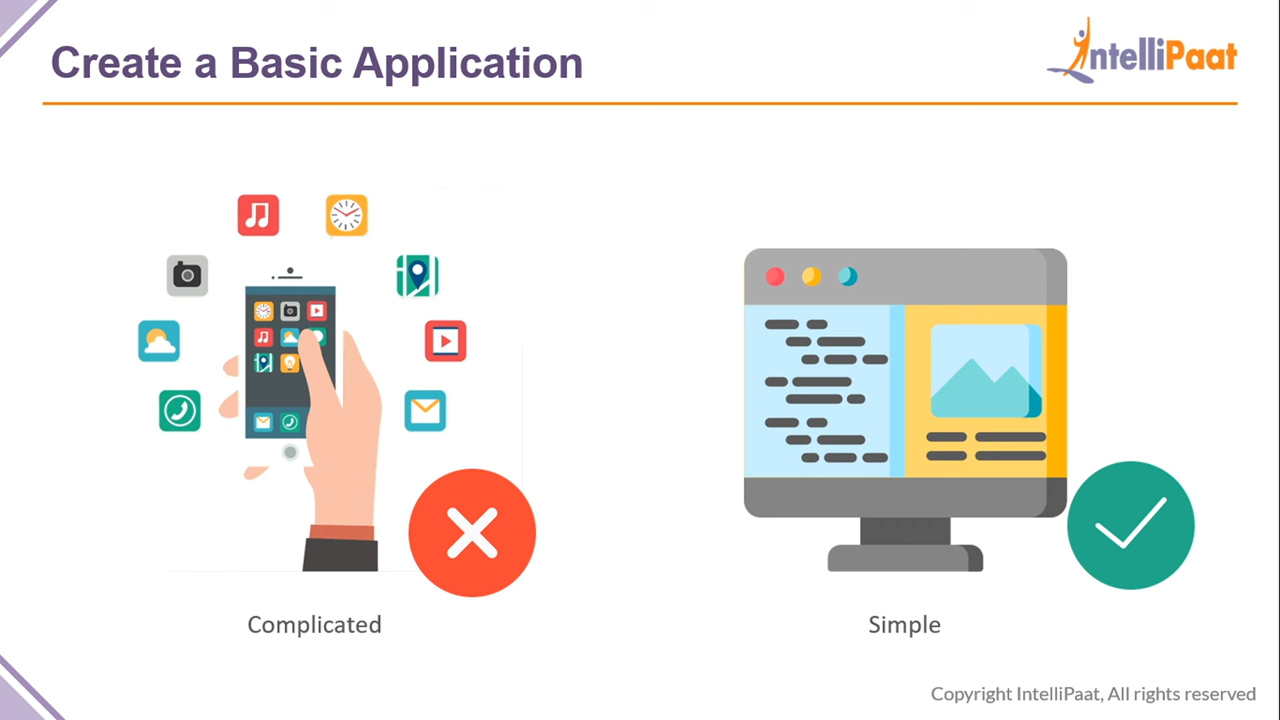 Create a Basic Application
IntelliPaat
Complicated
Simple
Copyright IntelliPaat, All rights reserved